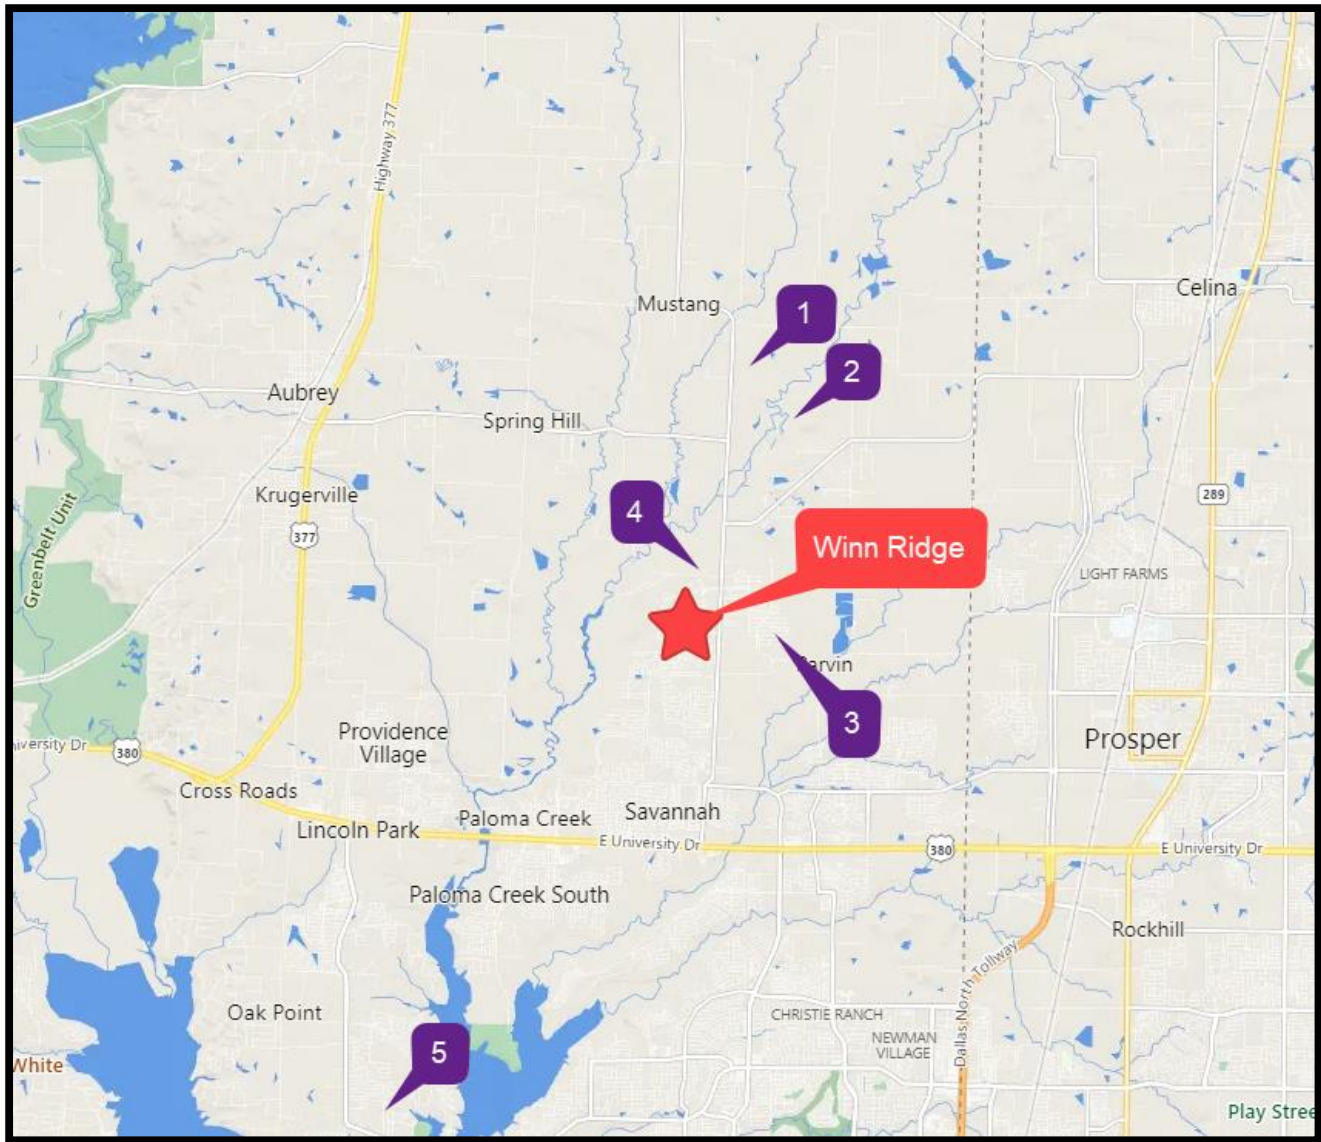 Highway 377
Mustang
1
Celina
2
Aubrey
Spring Hill
Krugerville
289
4
377
Winn Ridge
Greenbelt Unit
LIGHT FARMS
arvin
3
Providence
Village
Prosper
iversity Dr
380
Cross Roads
Savannah
Paloma Creek
Lincoln Park
E University Dr
380
E University Dr
Paloma Creek South
Rockhill
Dallas North Tollway
Oak Point
CHRISTIE RANCH
NEWMAN
VILLAGE
5
White
Play Stree